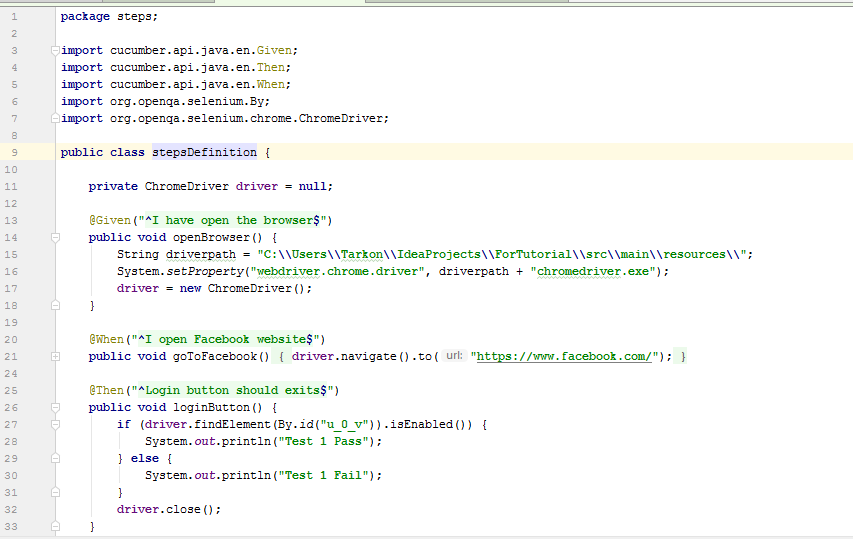 1 package steps;
2
3 import cucumber.api.java.en.Given;
4 import cucumber.api.java.en.Then;
5 import cucumber.api.java.en.When;
6 import org.openqa.selenium.By;
7 import org.openqa.selenium.chrome.ChromeDriver;
8
9 public class stepsDefinition {
10
11 private ChromeDriver driver = null;
12
13 @Given("^I have open the browser$")
14 public void openBrowser() {
15 String driverpath = "C:\\Users\\Tarkon\\IdeaProjects\\ForTutorial\\src\\main\\resources\\";
16 System.setProperty("webdriver.chrome.driver", driverpath + "chromedriver.exe");
17 driver = new ChromeDriver();
18 }
19
20 @When("^I open Facebook website$")
21 public void goToFacebook() { driver.navigate().to( url: "https://www.facebook.com/"); }
24
25 @Then("^Login button should exits$")
26 public void loginButton() {
27 if (driver.findElement(By.id("u_0_v")).isEnabled()) {
28 System.out.println("Test 1 Pass");
29 } else {
30 System.out.println("Test 1 Fail");
31 }
32 driver.close();
33 }